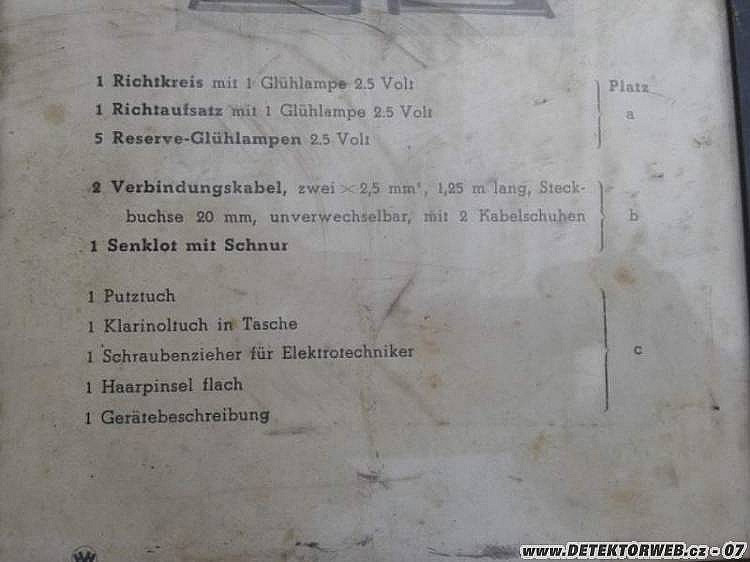 1 Richtkreis mit 1 Glühlampe 2.5 Volt
Platz
1 Richtaufsatz mit 1 Glühlampe 2.5 Volt
a
5 Reserve-Glühlampen 2.5 Volt
2 Verbindungskabel, zwei × 2,5 mm², 1,25 m lang, Steck-
buchse 20 mm, unverwechselbar, mit 2 Kabelschuhen
b
1 Senklot mit Schnur
1 Putztuch
1 Klarinoltuch in Tasche
1 Schraubenzieher für Elektrotechniker
c
1 Haarpinsel flach
1 Gerätebeschreibung
www.DETEKTORWEB.cz - 07